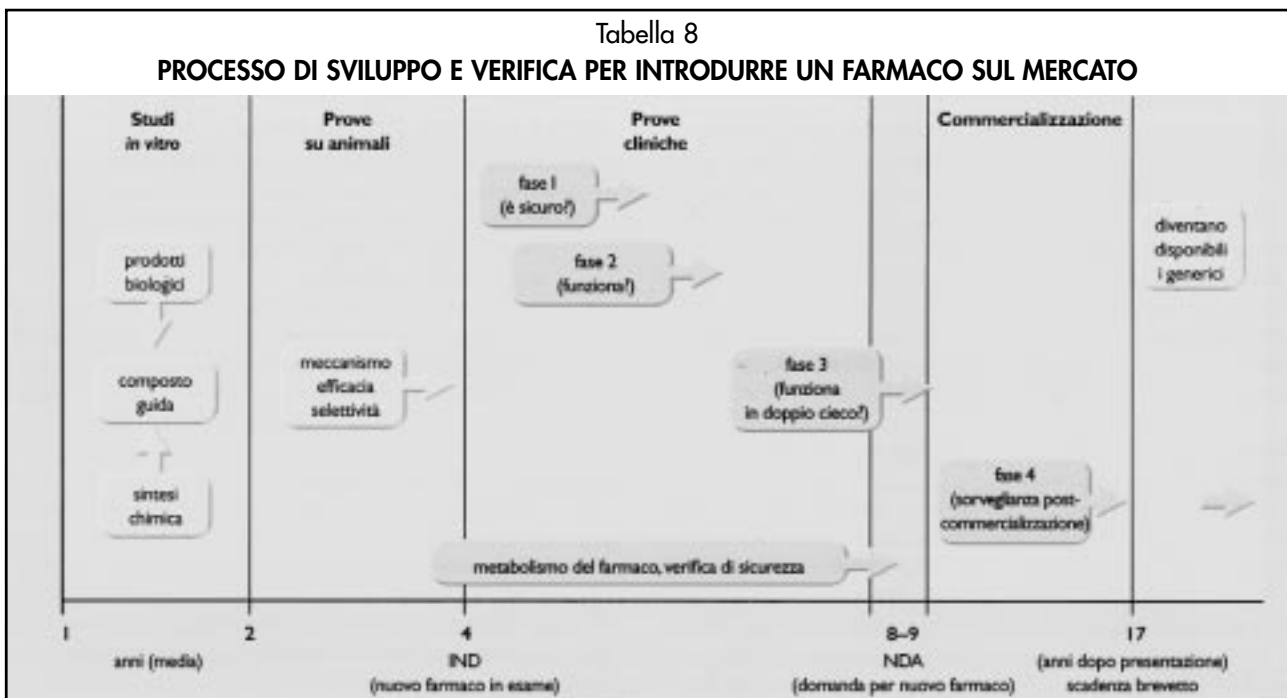 Tabella 8
PROCESSO DI SVILUPPO E VERIFICA PER INTRODURRE UN FARMACO SUL MERCATO
Studi
in vitro
Prove
su animali
Prove
cliniche
Commercializzazione
fase 1
(è sicuro?)
fase 2
(funziona?)
diventano
disponibili
i generici
prodotti
biologici
composto
guida
sintesi
chimica
meccanismo
efficacia
selettività
fase 3
(funziona
in doppio cieco?)
fase 4
(sorveglianza post-
commercializzazione)
metabolismo del farmaco, verifica di sicurezza
1
2
4
8–9
17
anni (media)
IND
NDA
(anni dopo presentazione)
(nuovo farmaco in esame)
(domanda per nuovo farmaco)
scadenza brevetto